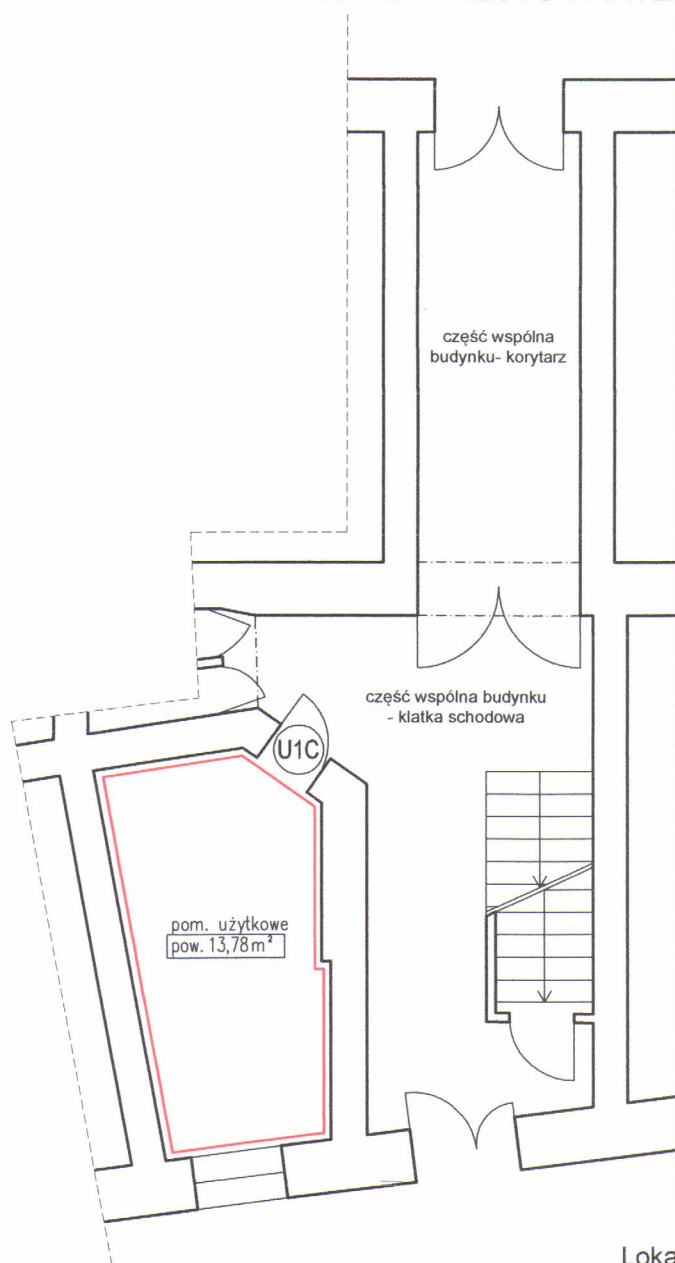 część wspólna
budynku- korytarz
część wspólna budynku
- klatka schodowa
U1C
pom. użytkowe
pow. 13,78m²
Loka